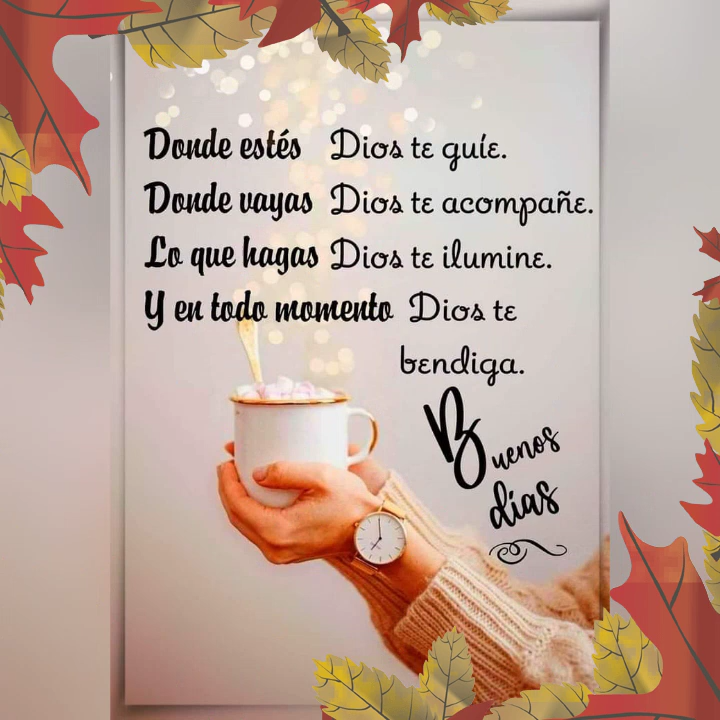 Donde estés Dios te guíe.
Donde vayas Dios te acompañe.
Lo que hagas Dios te ilumine.
Y en todo momento Dios te
bendiga.
Buenos
días